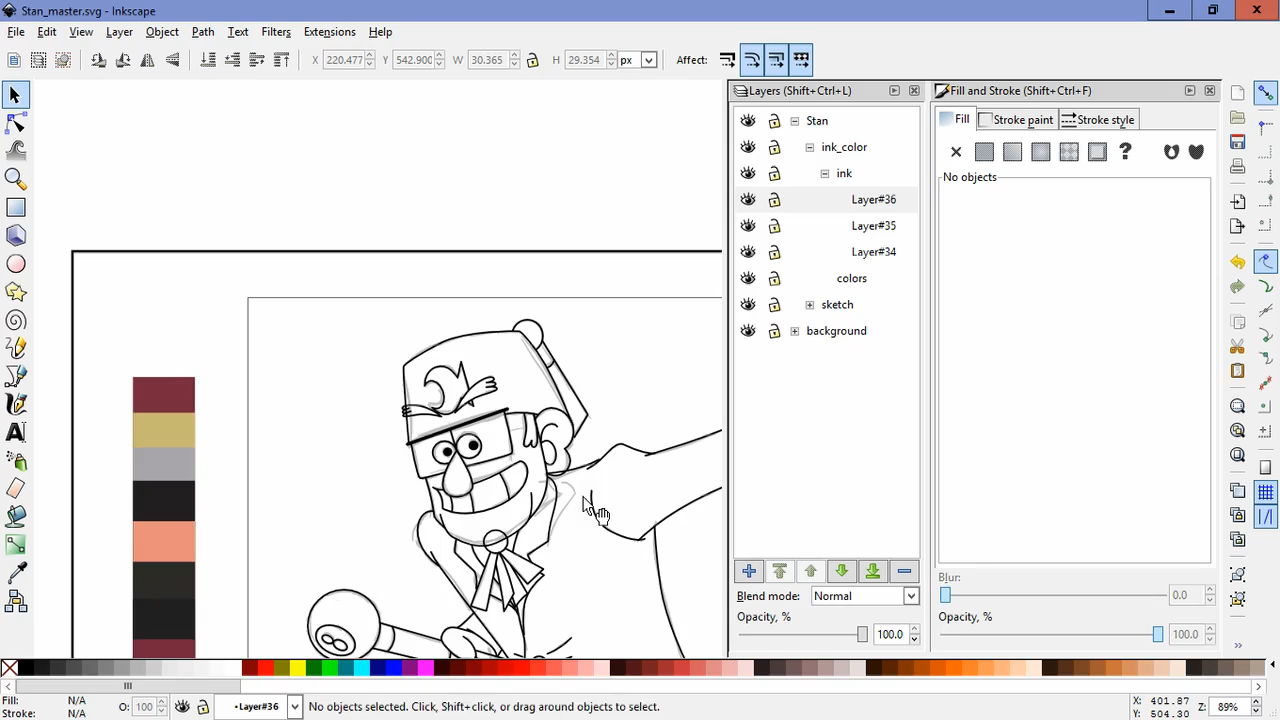 Stan_master.svg - Inkscape
File Edit View Layer Object Path Text Filters Extensions Help
X 220.477 Y 542.900 W 30.365 H 29.354 px Affect:
Layers (Shift+Ctrl+L)
Fill and Stroke (Shift+Ctrl+F)
Stan
ink_color
ink
Layer#36
Layer#35
Layer#34
colors
sketch
background
Fill Stroke paint Stroke style
No objects
Blend mode: Normal
Opacity, %
100.0
Blur:
0.0
Opacity, %
100.0
Fill: N/A
Stroke: N/A
O: 100
•Layer#36
No objects selected. Click, Shift+click, or drag around objects to select.
X: 401.87
Y: 504.30
Z: 89%